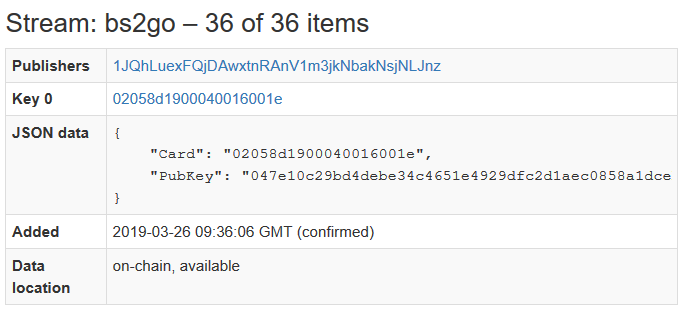 Stream: bs2go – 36 of 36 items
Publishers 1JQhLuexFQjDAwxtnRAnV1m3jkNbakNsjNLJnz
Key 0 02058d1900040016001e
JSON data {
"Card": "02058d1900040016001e",
"PubKey": "047e10c29bd4debe34c4651e4929dfc2d1aec0858a1dce
}
Added 2019-03-26 09:36:06 GMT (confirmed)
Data location on-chain, available